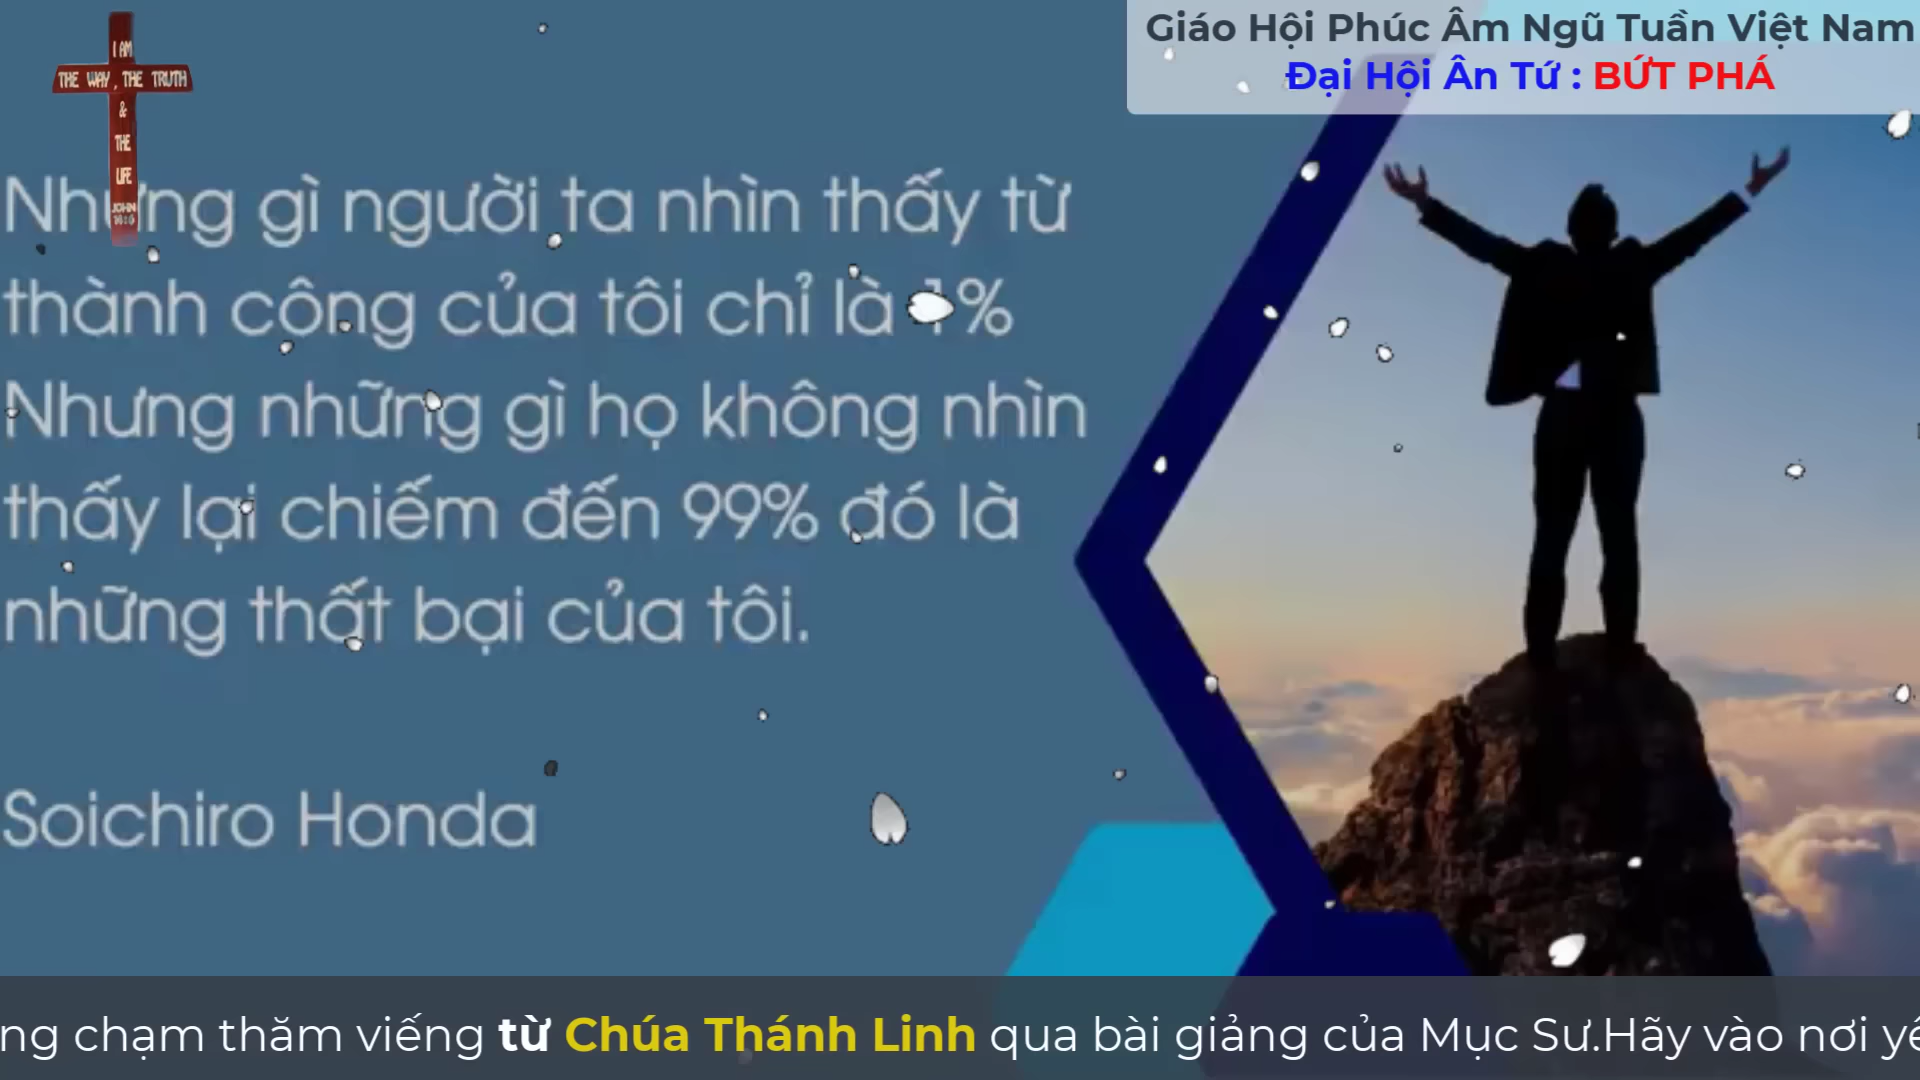 Giáo Hội Phúc Âm Ngũ Tuần Việt Nam
Đại Hội Ân Tứ : BỨT PHÁ
I AM
THE WAY, THE TRUTH
&
THE
LIFE
JOHN
Nhưng gì người ta nhìn thấy từ
thành công của tôi chỉ là 1%
Nhưng những gì họ không nhìn
thấy lại chiếm đến 99% đó là
những thất bại của tôi.
Soichiro Honda
ng chạm thăm viếng từ Chúa Thánh Linh qua bài giảng của Mục Sư.Hãy vào nơi yê